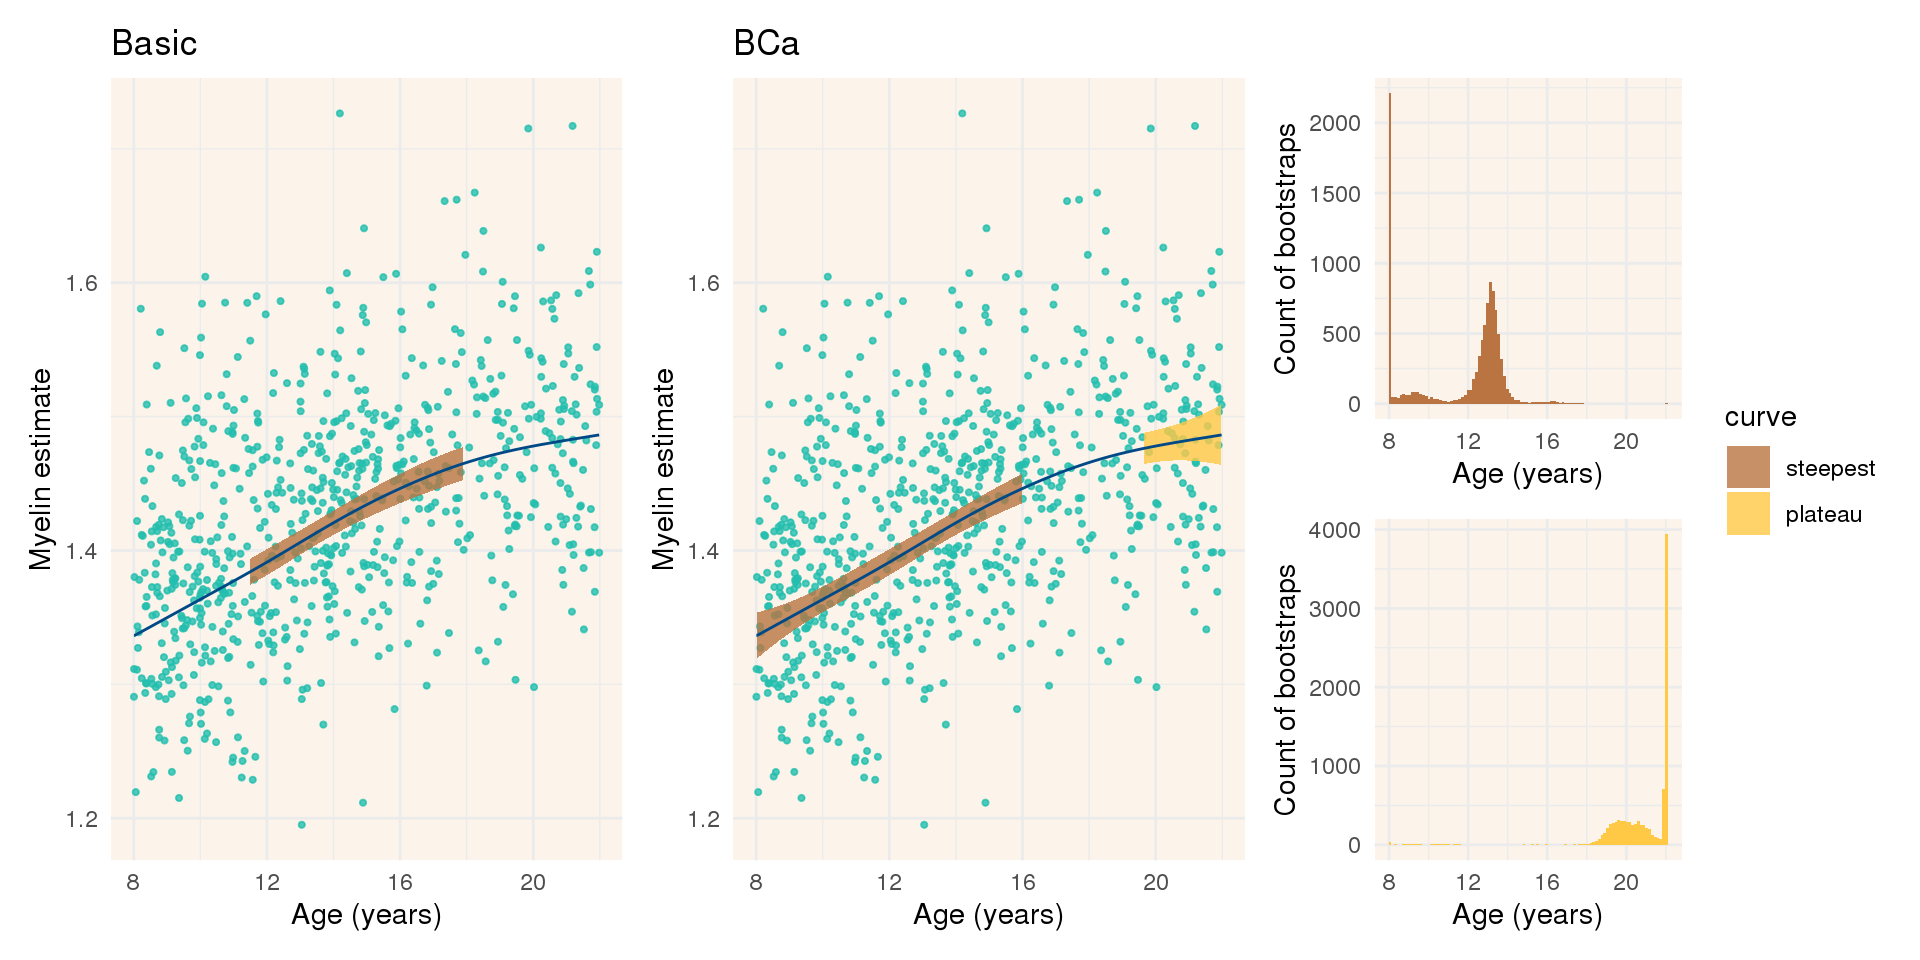 Basic
Myelin estimate
1.6
1.4
1.2
8 12 16 20
Age (years)
BCa
Myelin estimate
1.6
1.4
1.2
8 12 16 20
Age (years)
Count of bootstraps
2000
1500
1000
500
0
8 12 16 20
Age (years)
Count of bootstraps
4000
3000
2000
1000
0
8 12 16 20
Age (years)
curve
steepest
plateau